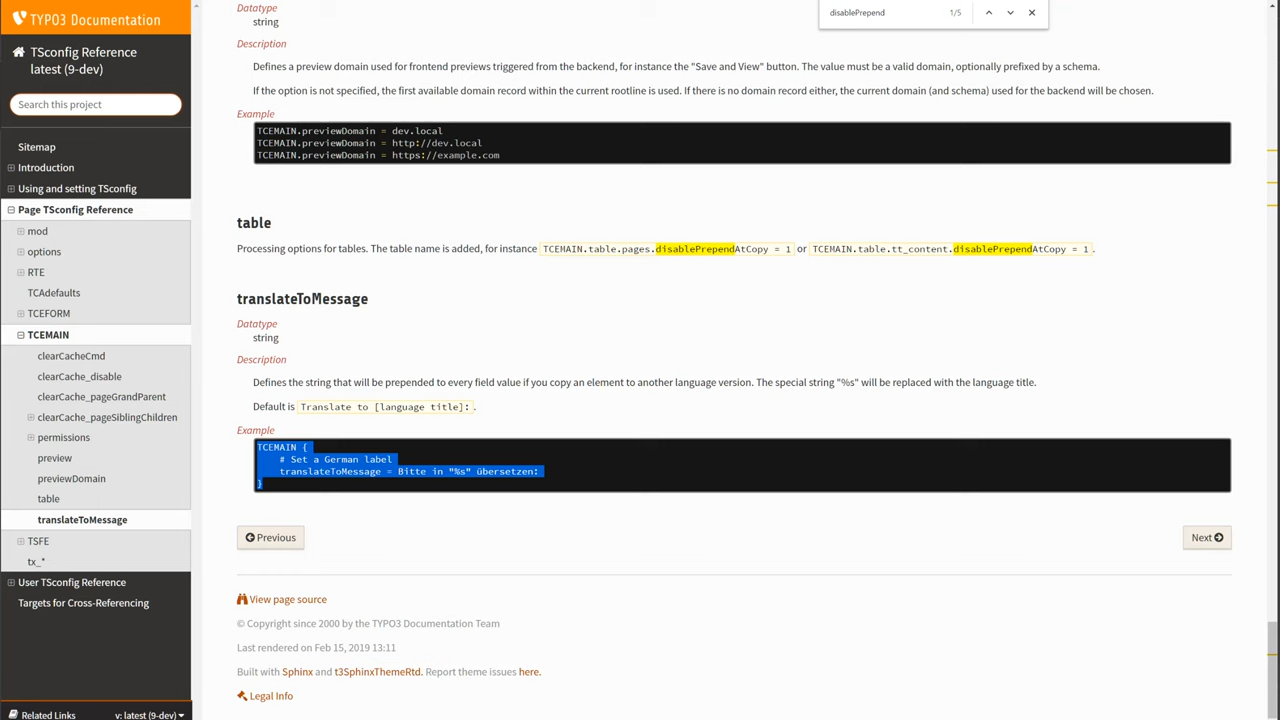 TYPO3 Documentation
TSconfig Reference
latest (9-dev)
Search this project
Sitemap
Introduction
Using and setting TSconfig
Page TSconfig Reference
mod
options
RTE
TCAdefaults
TCEFORM
TCEMAIN
clearCacheCmd
clearCache_disable
clearCache_pageGrandParent
clearCache_pageSiblingChildren
permissions
preview
previewDomain
table
translateToMessage
TSFE
tx_*
User TSconfig Reference
Targets for Cross-Referencing
Related Links
v: latest (9-dev)
disablePrepend
1/5
Datatype
string
Description
Defines a preview domain used for frontend previews triggered from the backend, for instance the "Save and View" button. The value must be a valid domain, optionally prefixed by a schema.
If the option is not specified, the first available domain record within the current rootline is used. If there is no domain record either, the current domain (and schema) used for the backend will be chosen.
Example
TCEMAIN.previewDomain = dev.local
TCEMAIN.previewDomain = http://dev.local
TCEMAIN.previewDomain = https://example.com
table
Processing options for tables. The table name is added, for instance TCEMAIN.table.pages.disablePrependAtCopy = 1 or TCEMAIN.table.tt_content.disablePrependAtCopy = 1.
translateToMessage
Datatype
string
Description
Defines the string that will be prepended to every field value if you copy an element to another language version. The special string "%s" will be replaced with the language title.
Default is Translate to [language title]:.
Example
TCEMAIN {
# Set a German label
translateToMessage = Bitte in "%s" übersetzen:
}
Previous
Next
View page source
© Copyright since 2000 by the TYPO3 Documentation Team
Last rendered on Feb 15, 2019 13:11
Built with Sphinx and t3SphinxThemeRtd. Report theme issues here.
Legal Info